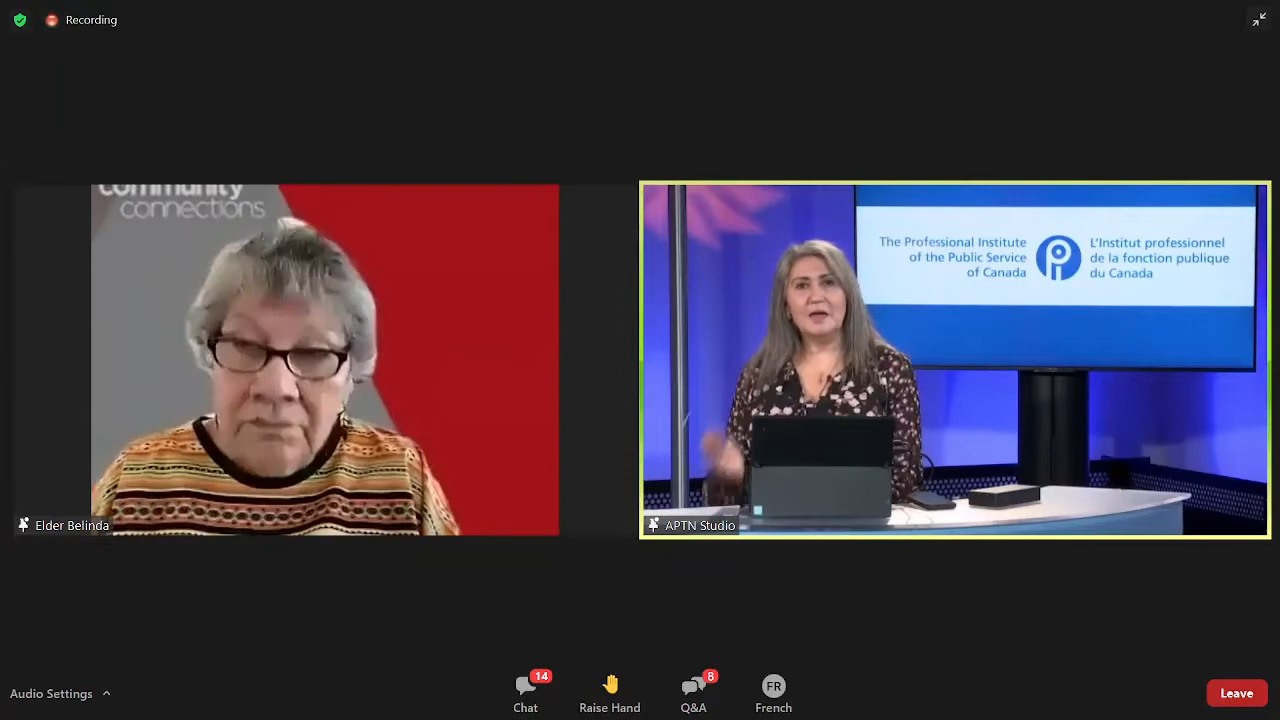 Recording
community
connections
The Professional Institute
of the Public Service
of Canada
L'Institut professionnel
de la fonction publique
du Canada
Elder Belinda
APTN Studio
Audio Settings
14
Chat
Raise Hand
8
Q&A
FR
French
Leave